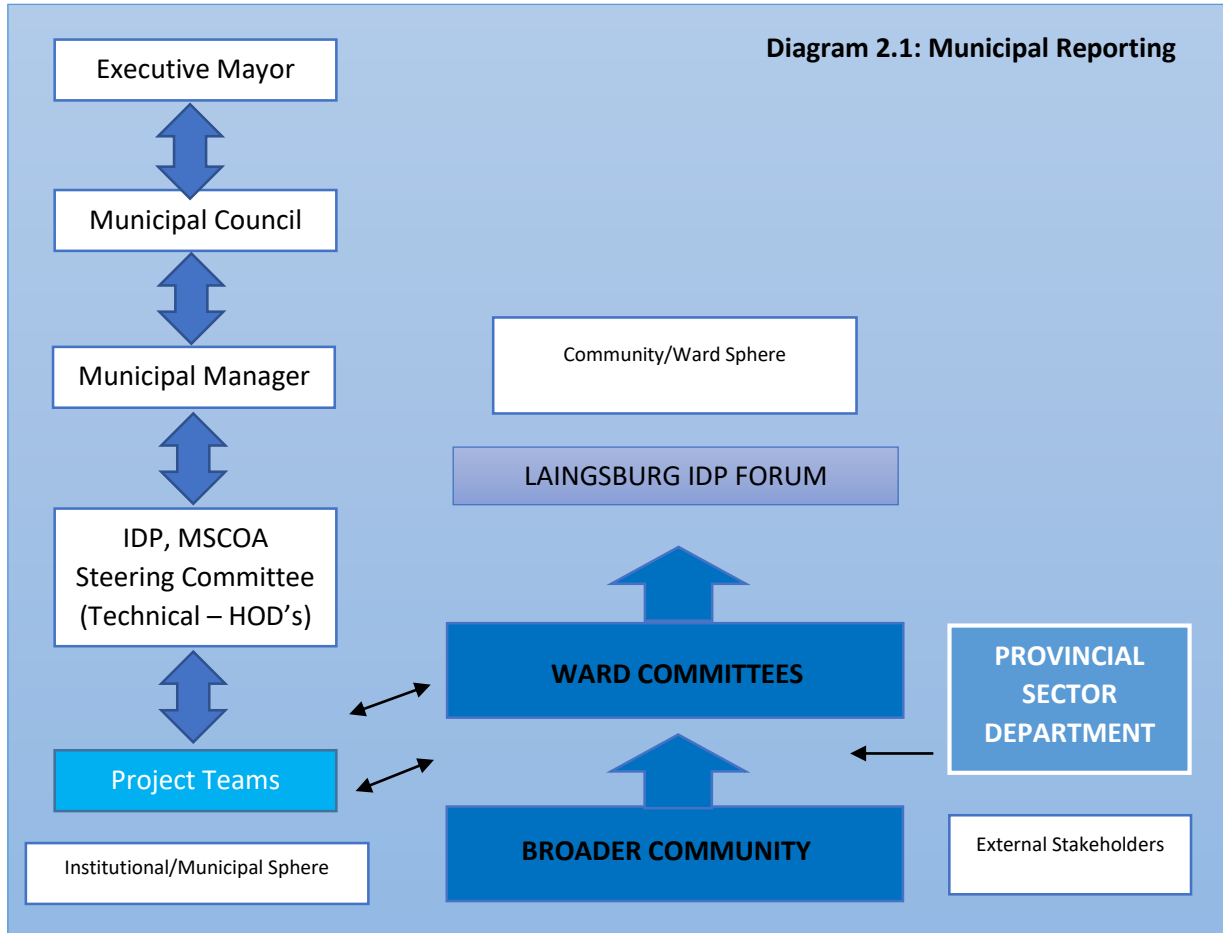 Diagram 2.1: Municipal Reporting
Executive Mayor
Municipal Council
Municipal Manager
IDP, MSCOA
Steering Committee
(Technical – HOD’s)
Project Teams
Institutional/Municipal Sphere
Community/Ward Sphere
LAINGSBURG IDP FORUM
WARD COMMITTEES
BROADER COMMUNITY
PROVINCIAL
SECTOR
DEPARTMENT
External Stakeholders